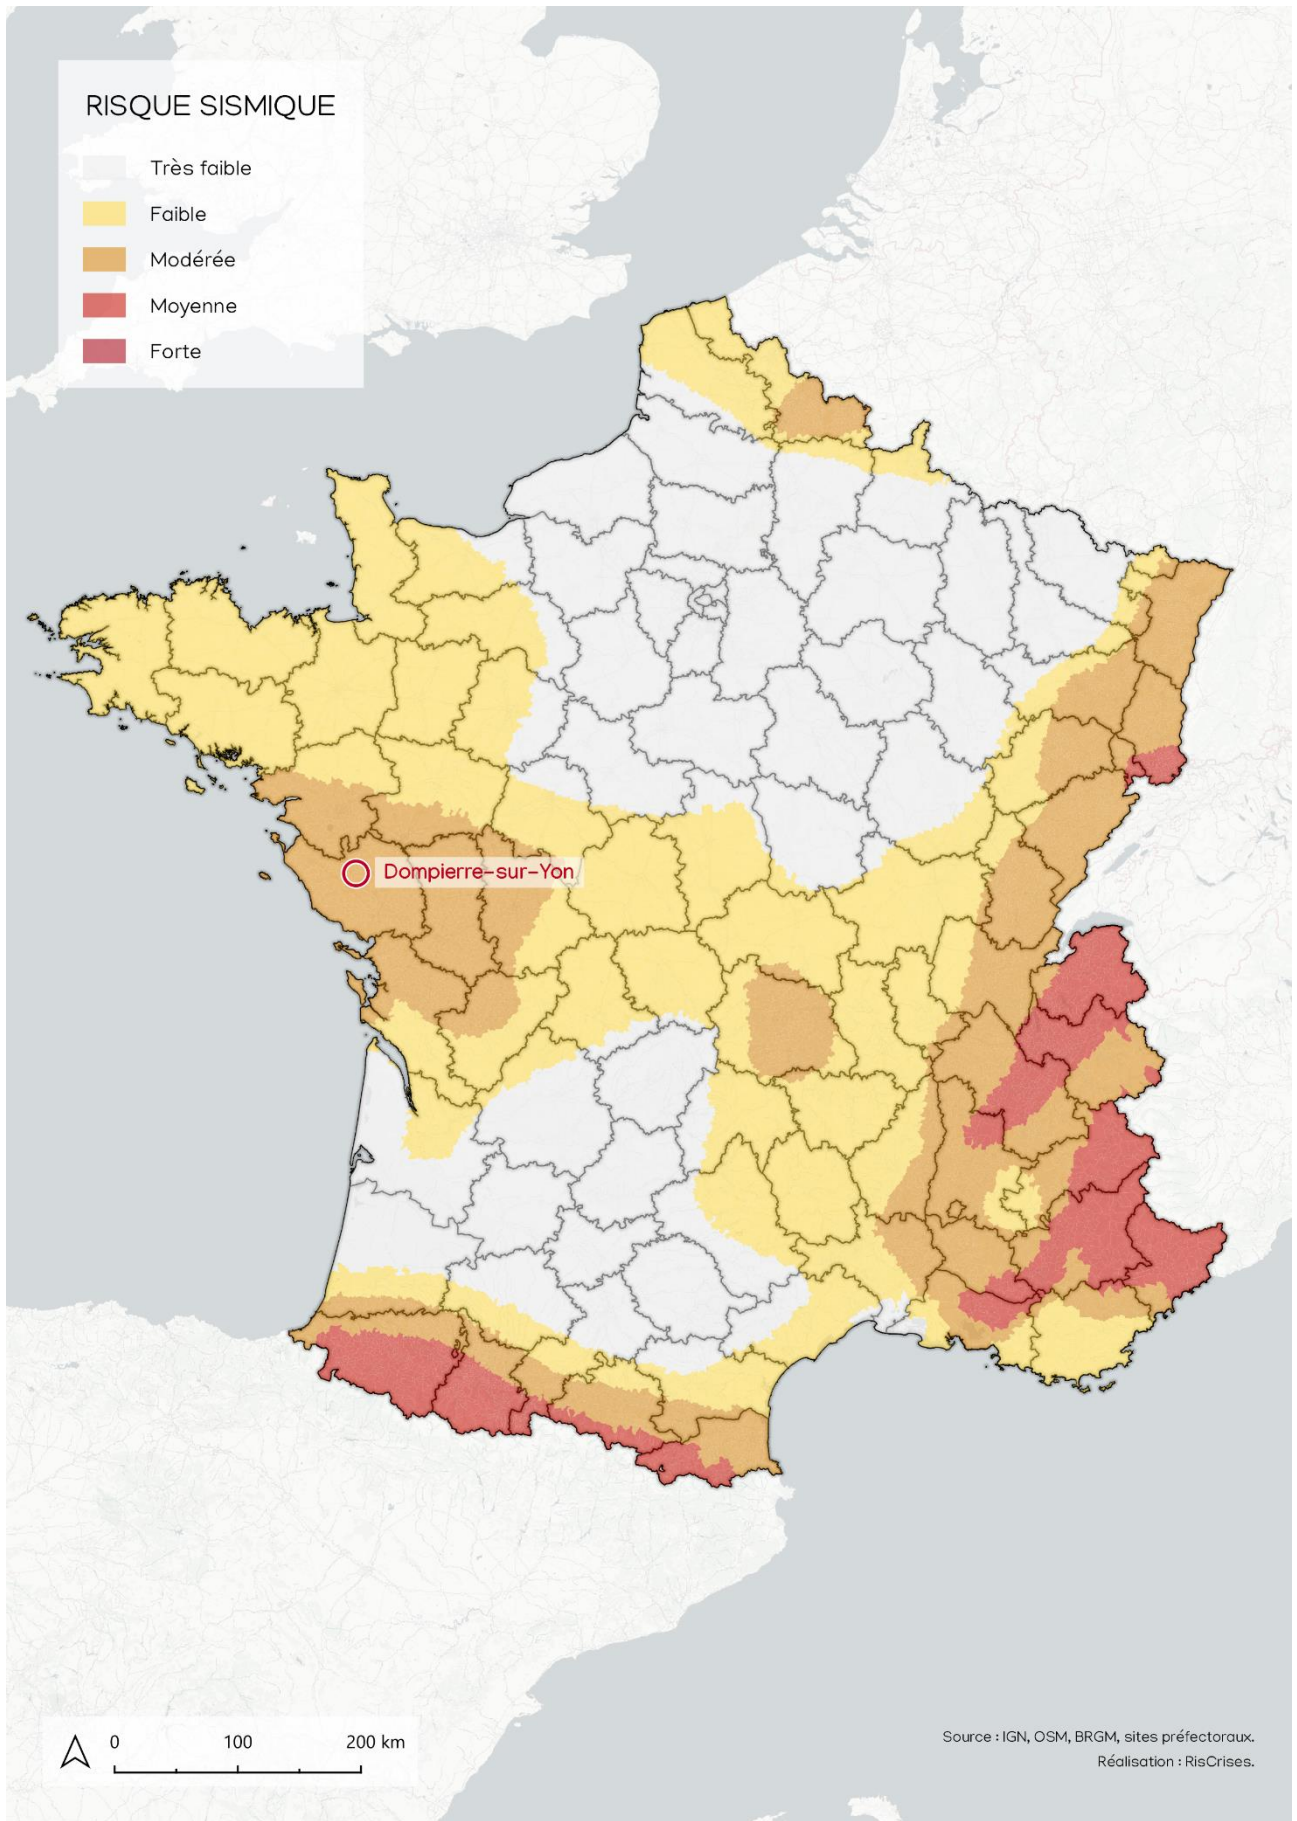 RISQUE SISMIQUE
Très faible
Faible
Modérée
Moyenne
Forte
Dompierre-sur-Yon
0 100 200 km
Source : IGN, OSM, BRGM, sites préfectoraux.
Réalisation : RisCrises.